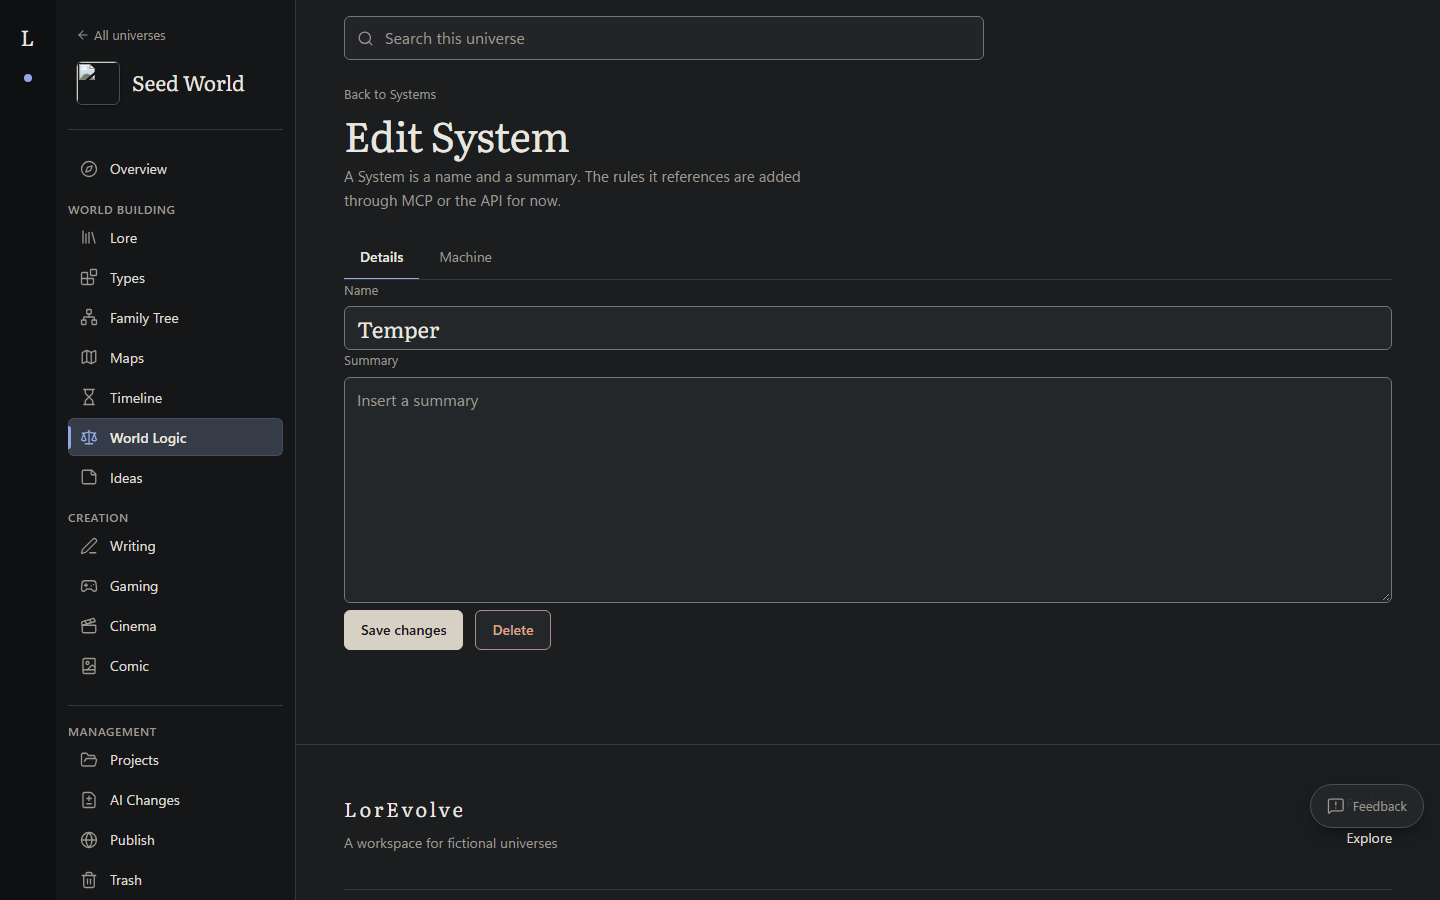 L
All universes
Seed World
Overview
WORLD BUILDING
Lore
Types
Family Tree
Maps
Timeline
World Logic
Ideas
CREATION
Writing
Gaming
Cinema
Comic
MANAGEMENT
Projects
AI Changes
Publish
Trash
Search this universe
Back to Systems
Edit System
A System is a name and a summary. The rules it references are added
through MCP or the API for now.
Details Machine
Name
Temper
Summary
Insert a summary
Save changes Delete
LorEvolve
A workspace for fictional universes
Feedback
Explore